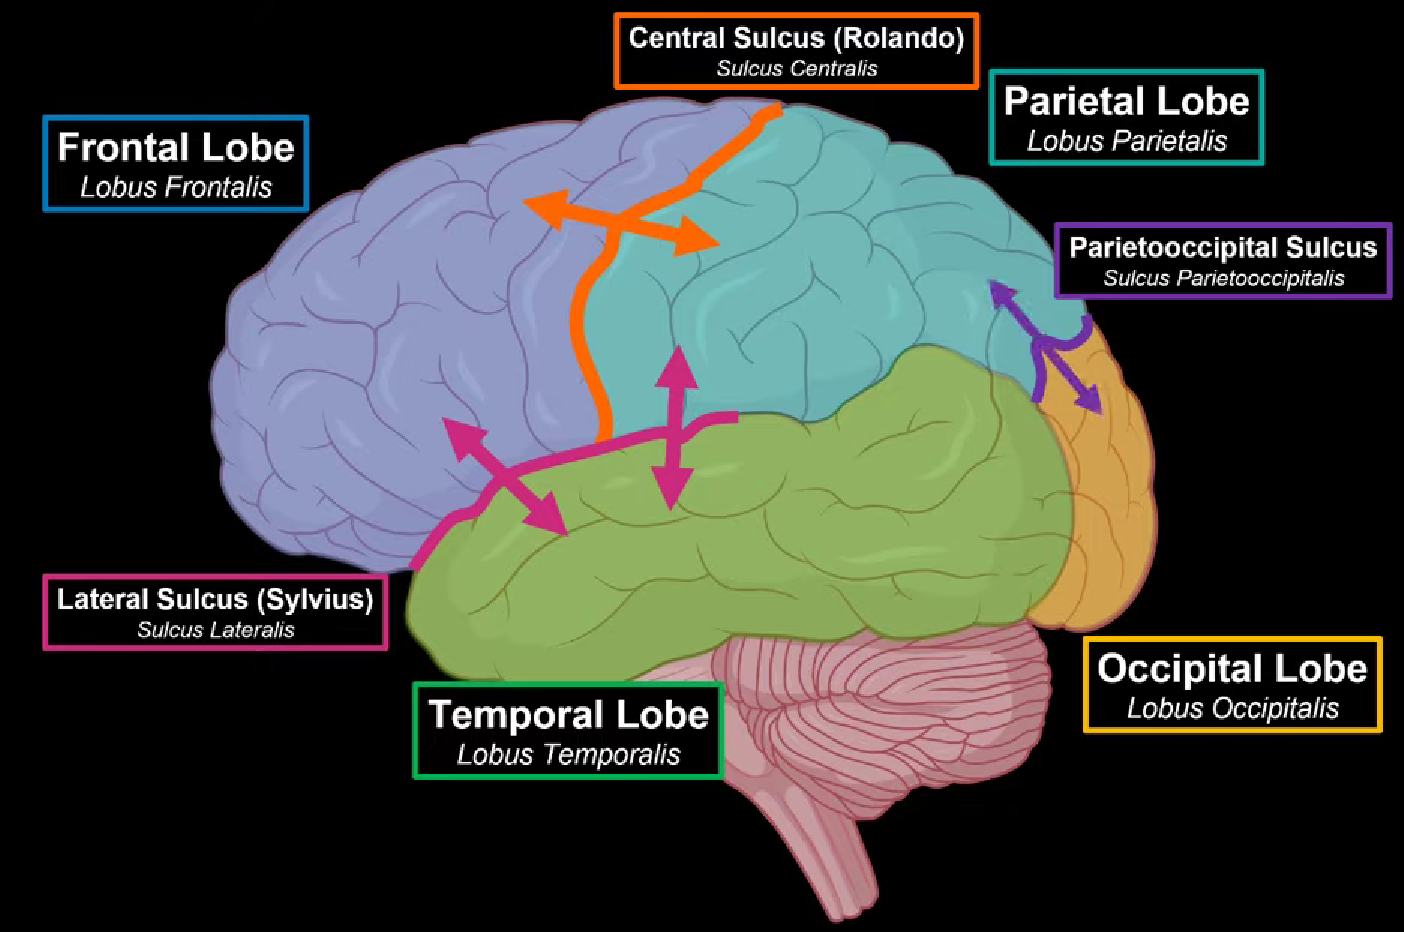 Central Sulcus (Rolando)
Sulcus Centralis
Parietal Lobe
Lobus Parietalis
Frontal Lobe
Lobus Frontalis
Parietooccipital Sulcus
Sulcus Parietooccipitalis
Lateral Sulcus (Sylvius)
Sulcus Lateralis
Occipital Lobe
Lobus Occipitalis
Temporal Lobe
Lobus Temporalis